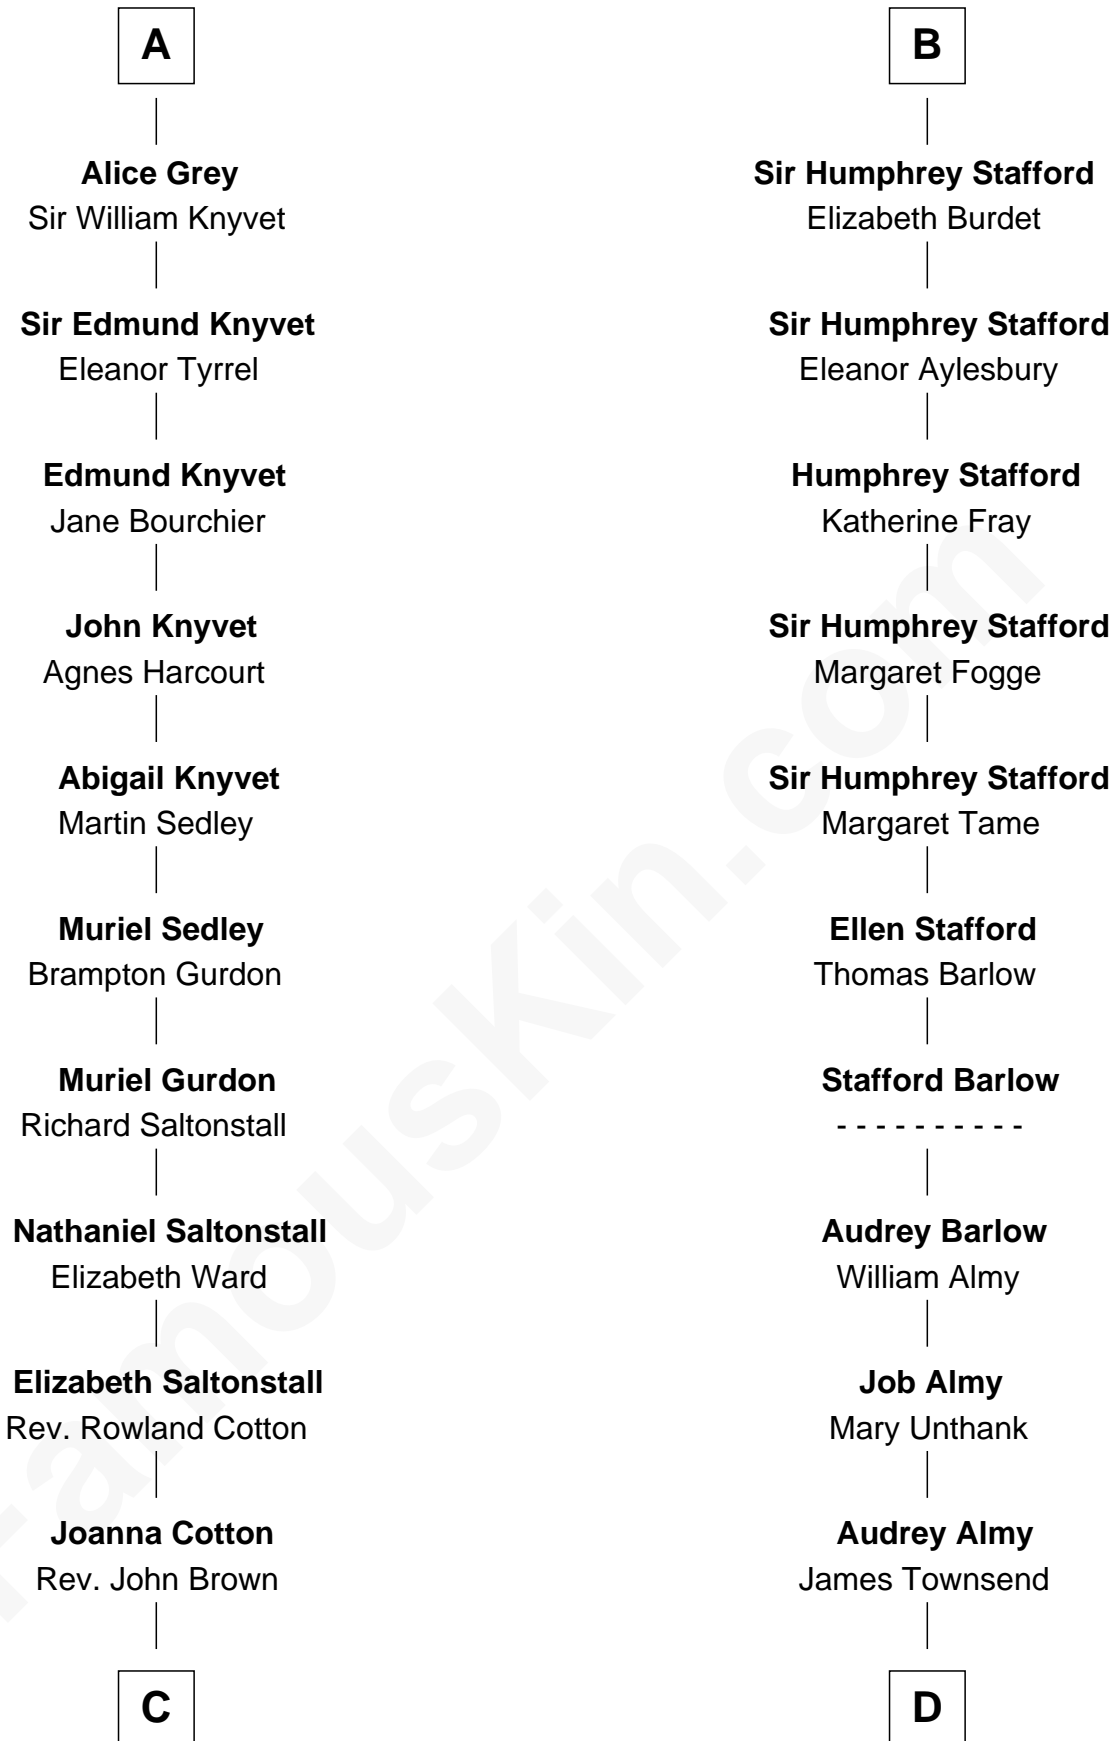 A
Alice Grey
Sir William Knyvet
Sir Edmund Knyvet
Eleanor Tyrrel
Edmund Knyvet
Jane Bourchier
John Knyvet
Agnes Harcourt
Abigail Knyvet
Martin Sedley
Muriel Sedley
Brampton Gurdon
Muriel Gurdon
Richard Saltonstall
Nathaniel Saltonstall
Elizabeth Ward
Elizabeth Saltonstall
Rev. Rowland Cotton
Joanna Cotton
Rev. John Brown
C
B
Sir Humphrey Stafford
Elizabeth Burdet
Sir Humphrey Stafford
Eleanor Aylesbury
Humphrey Stafford
Katherine Fray
Sir Humphrey Stafford
Margaret Fogge
Sir Humphrey Stafford
Margaret Tame
Ellen Stafford
Thomas Barlow
Stafford Barlow
- - - - - - - - - -
Audrey Barlow
William Almy
Job Almy
Mary Unthank
Audrey Almy
James Townsend
D
FamousKin.com